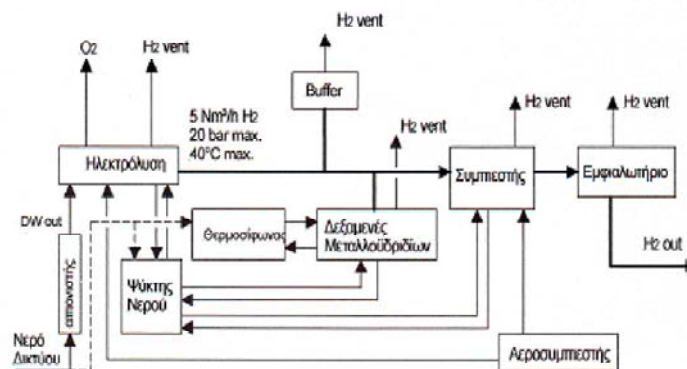 O2
H2 vent
H2 vent
Buffer
5 Nm³/h H2
20 bar max.
40°C max.
H2 vent
H2 vent
H2 vent
Ηλεκτρόλυση
Συμπιεστής
Εμφιαλωτήριο
DW out
απιονιστής
Θερμοσίφωνας
Δεξαμενές
Μεταλλοϋδριδίων
H2 out
Ψύκτης
Νερού
Νερό
Δικτύου
Αεροσυμπιεστής